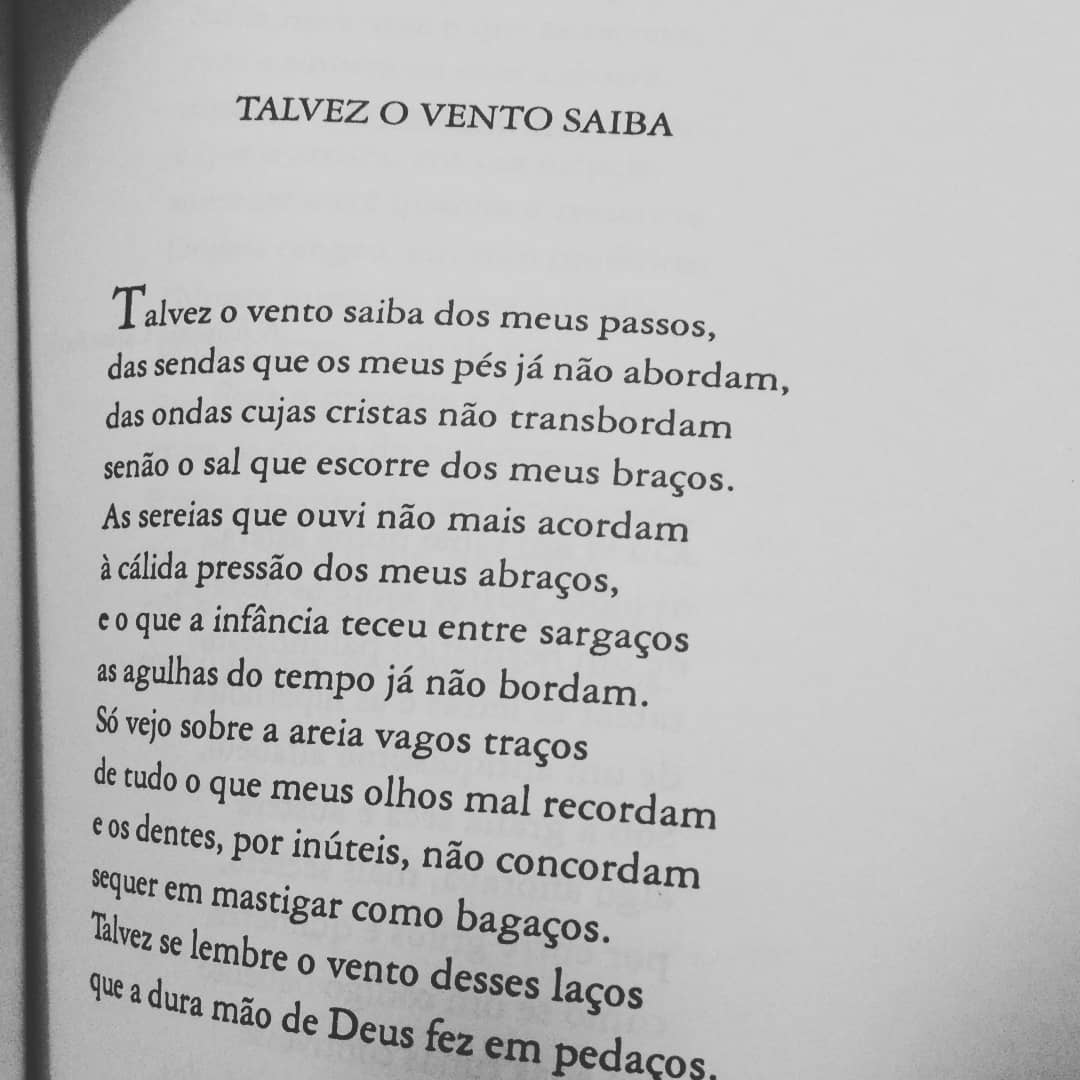 TALVEZ O VENTO SAIBA
Talvez o vento saiba dos meus passos,
das sendas que os meus pés já não abordam,
das ondas cujas cristas não transbordam
senão o sal que escorre dos meus braços.
As sereias que ouvi não mais acordam
à cálida pressão dos meus abraços,
e o que a infância teceu entre sargaços
as agulhas do tempo já não bordam.
Só vejo sobre a areia vagos traços
de tudo o que meus olhos mal recordam
e os dentes, por inúteis, não concordam
sequer em mastigar como bagaços.
Talvez se lembre o vento desses laços
que a dura mão de Deus fez em pedaços.